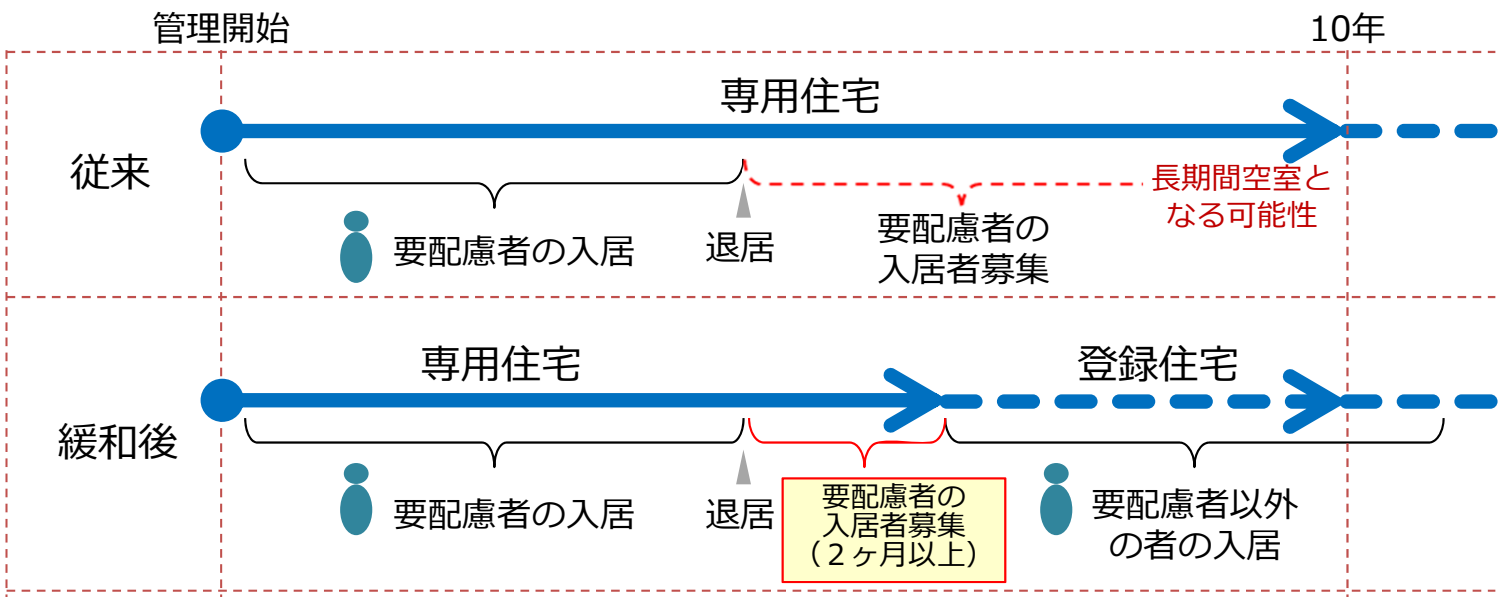 管理開始
10年
専用住宅
従来
長期間空室と
なる可能性
要配慮者の入居
退居
要配慮者の
入居者募集
専用住宅
登録住宅
緩和後
要配慮者の入居
退居
要配慮者の
入居者募集
(２ヶ月以上)
要配慮者以外
の者の入居